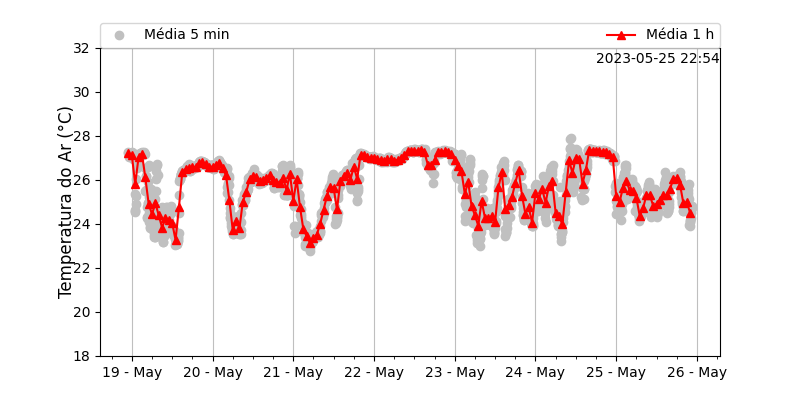 Média 5 min
Média 1 h
2023-05-25 22:54
Temperatura do Ar (°C)
32
30
28
26
24
22
20
18
19 - May
20 - May
21 - May
22 - May
23 - May
24 - May
25 - May
26 - May